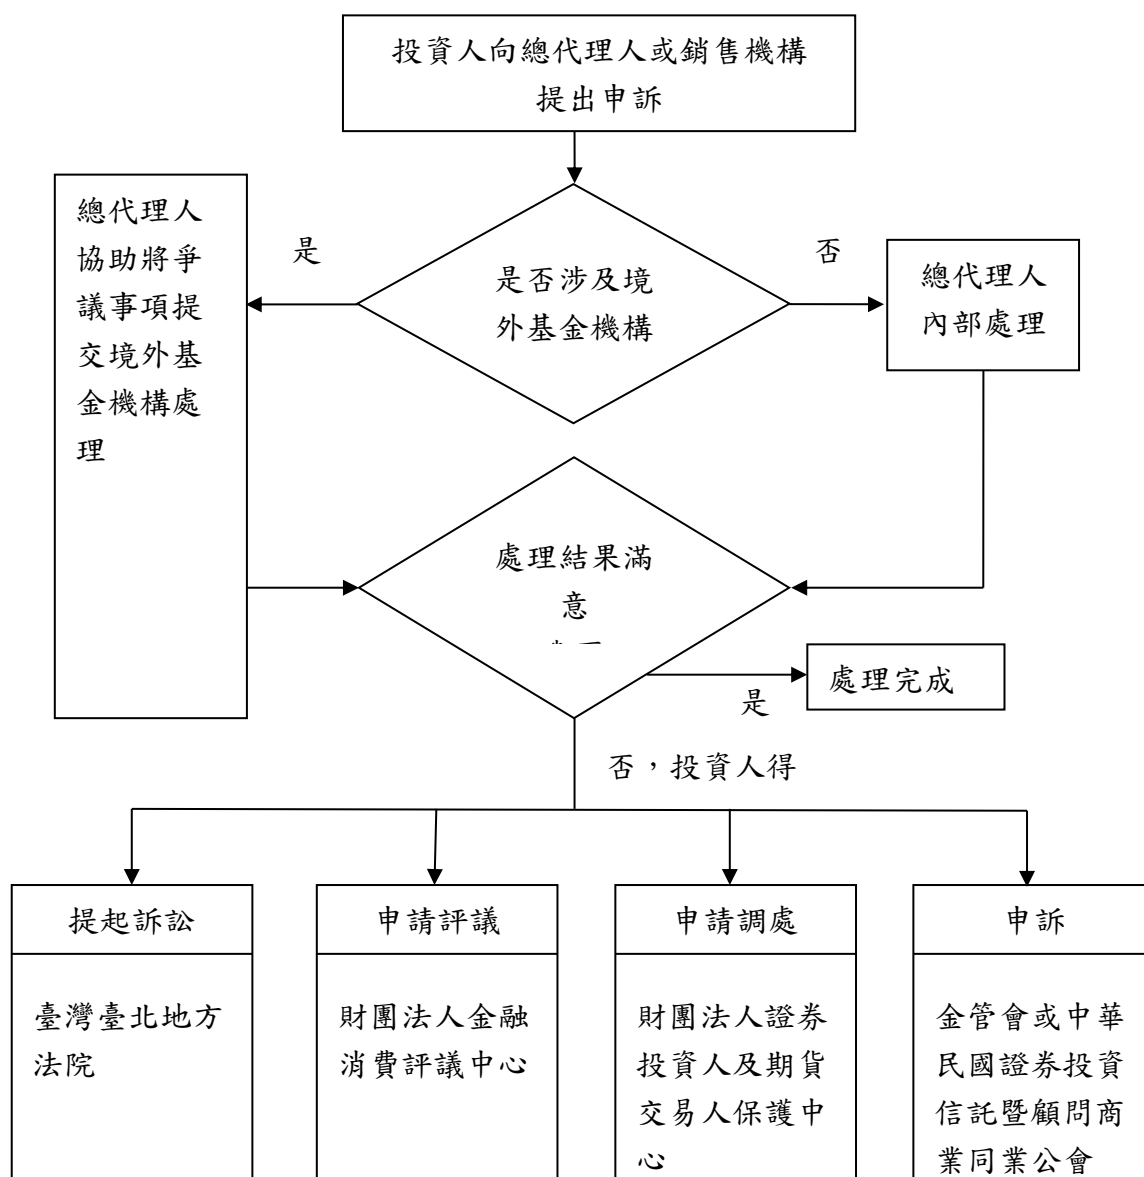 投資人向總代理人或銷售機構
提出申訴
總代理人
協助將爭
議事項提
交境外基
金機構處
理
是
是否涉及境
外基金機構
否
總代理人
內部處理
處理結果滿
意
是
處理完成
否，投資人得
提起訴訟
臺灣臺北地方
法院
申請評議
財團法人金融
消費評議中心
申請調處
財團法人證券
投資人及期貨
交易人保護中
心
申訴
金管會或中華
民國證券投資
信託暨顧問商
業同業公會